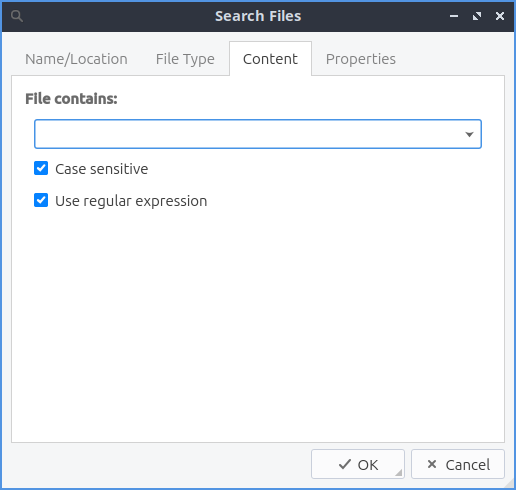 Search Files
Name/Location File Type Content Properties
File contains:
Case sensitive
Use regular expression
OK Cancel